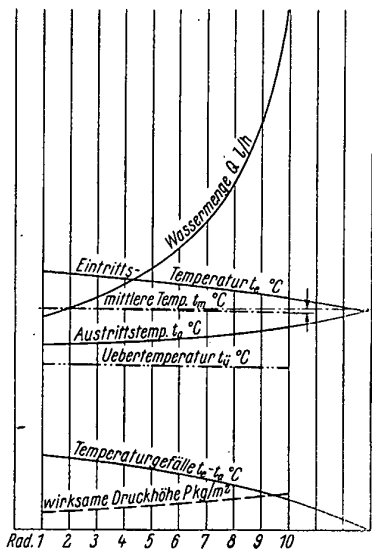 Wassermenge Q l/h
Eintritts-Temperatur tₑ °C
mittlere Temp. tₘ °C
Austrittstemp. tₐ °C
Uebertemperatur tü °C
Temperaturgefälle tₑ-tₐ °C
wirksame Druckhöhe P kg/m²
Rad. 1 2 3 4 5 6 7 8 9 10